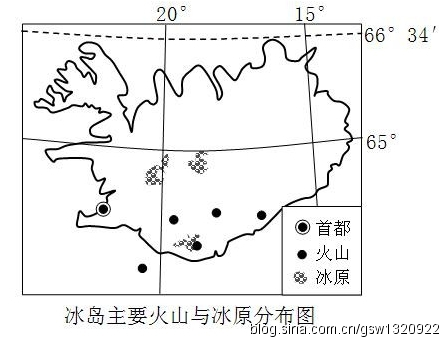 20° 15°
66° 34′
65°
首都
火山
冰原
冰岛主要火山与冰原分布图
blog.sina.com.cn/gsw1320922